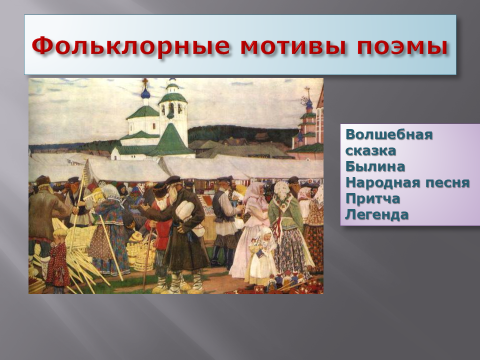 Фольклорные мотивы поэмы
Волшебная
сказка
Былина
Народная песня
Притча
Легенда